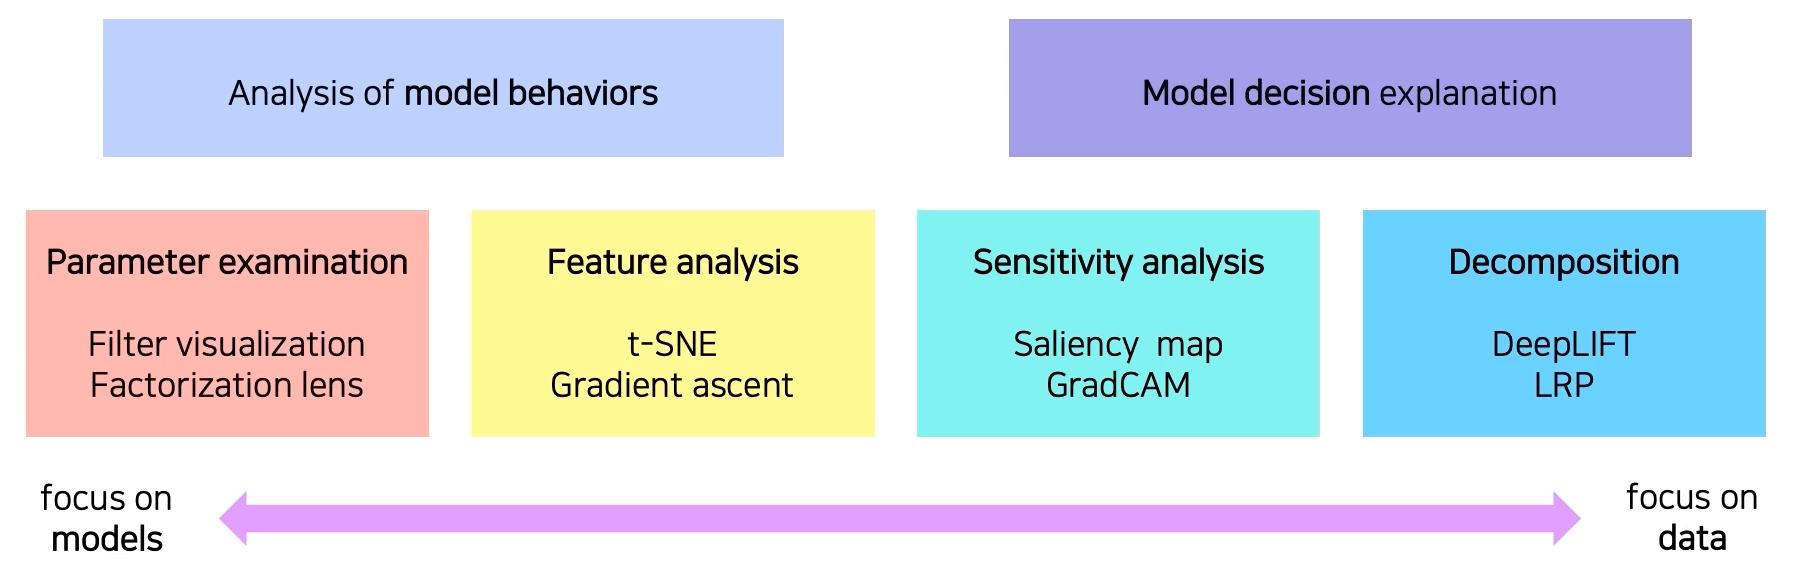 Analysis of model behaviors
Model decision explanation
Parameter examination
Filter visualization
Factorization lens
Feature analysis
t-SNE
Gradient ascent
Sensitivity analysis
Saliency map
GradCAM
Decomposition
DeepLIFT
LRP
focus on
models
focus on
data